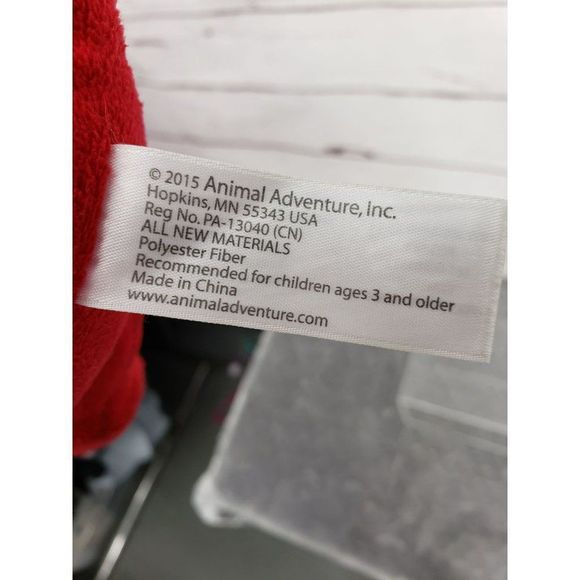 © 2015 Animal Adventure, Inc.
Hopkins, MN 55343 USA
Reg No. PA-13040 (CN)
ALL NEW MATERIALS
Polyester Fiber
Recommended for children ages 3 and older
Made in China
www.animaladventure.com